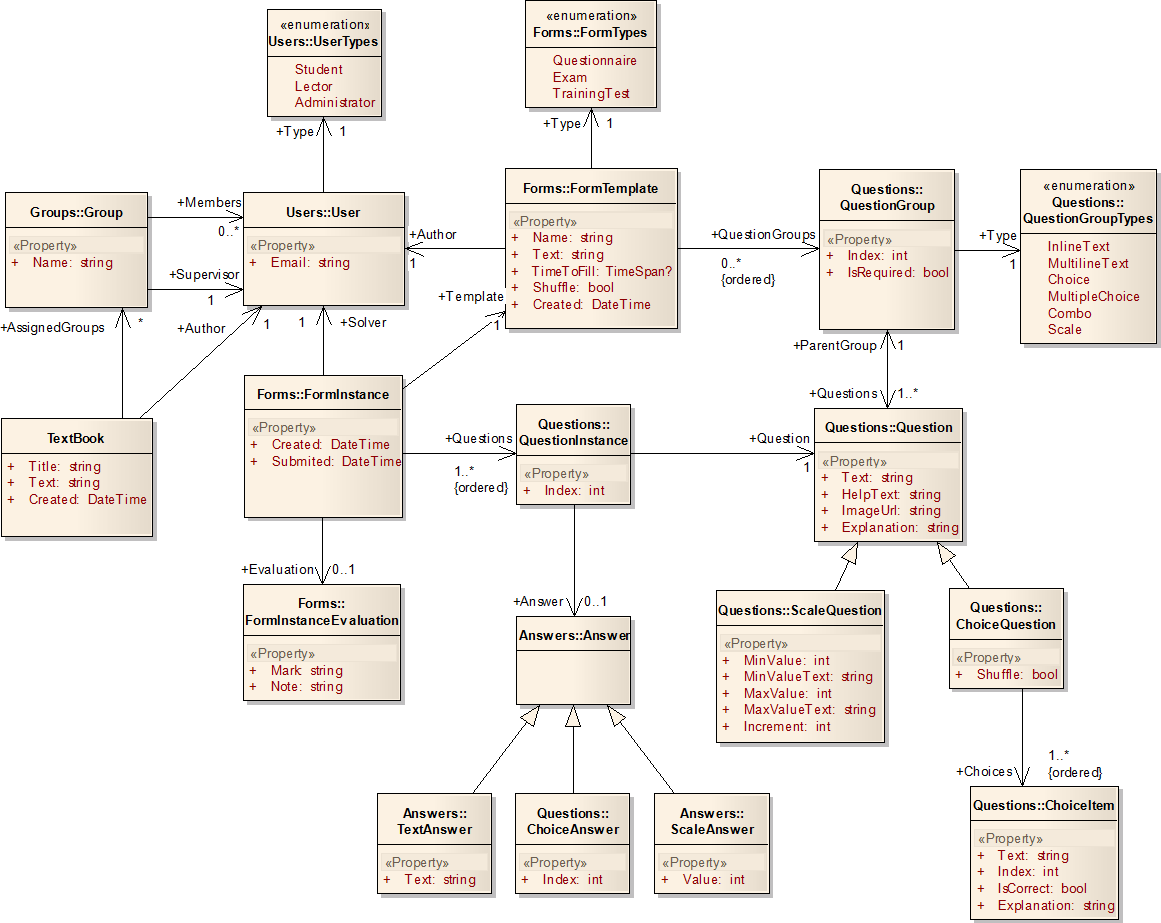 «enumeration»
Users::UserTypes
Student
Lector
Administrator
+Type
1
«enumeration»
Forms::FormTypes
Questionnaire
Exam
TrainingTest
+Type
1
Groups::Group
«Property»
+ Name: string
+Members
0..*
+Supervisor
1
Users::User
«Property»
+ Email: string
+Author
1
Forms::FormTemplate
«Property»
+ Name: string
+ Text: string
+ TimeToFill: TimeSpan?
+ Shuffle: bool
+ Created: DateTime
+QuestionGroups
0..*
{ordered}
Questions::
QuestionGroup
«Property»
+ Index: int
+ IsRequired: bool
+Type
1
«enumeration»
Questions::
QuestionGroupTypes
InlineText
MultilineText
Choice
MultipleChoice
Combo
Scale
+AssignedGroups
*
+Author
1
1
+Solver
+Template
1
+ParentGroup
1
+Questions
1..*
TextBook
+ Title: string
+ Text: string
+ Created: DateTime
Forms::FormInstance
«Property»
+ Created: DateTime
+ Submited: DateTime
+Questions
1..*
{ordered}
Questions::
QuestionInstance
«Property»
+ Index: int
+Question
1
Questions::Question
«Property»
+ Text: string
+ HelpText: string
+ ImageUrl: string
+ Explanation: string
+Evaluation
0..1
Forms::
FormInstanceEvaluation
«Property»
+ Mark: string
+ Note: string
+Answer
0..1
Answers::Answer
Questions::ScaleQuestion
«Property»
+ MinValue: int
+ MinValueText: string
+ MaxValue: int
+ MaxValueText: string
+ Increment: int
Questions::
ChoiceQuestion
«Property»
+ Shuffle: bool
+Choices
1..*
{ordered}
Answers::
TextAnswer
«Property»
+ Text: string
Questions::
ChoiceAnswer
«Property»
+ Index: int
Answers::
ScaleAnswer
«Property»
+ Value: int
Questions::ChoiceItem
«Property»
+ Text: string
+ Index: int
+ IsCorrect: bool
+ Explanation: string